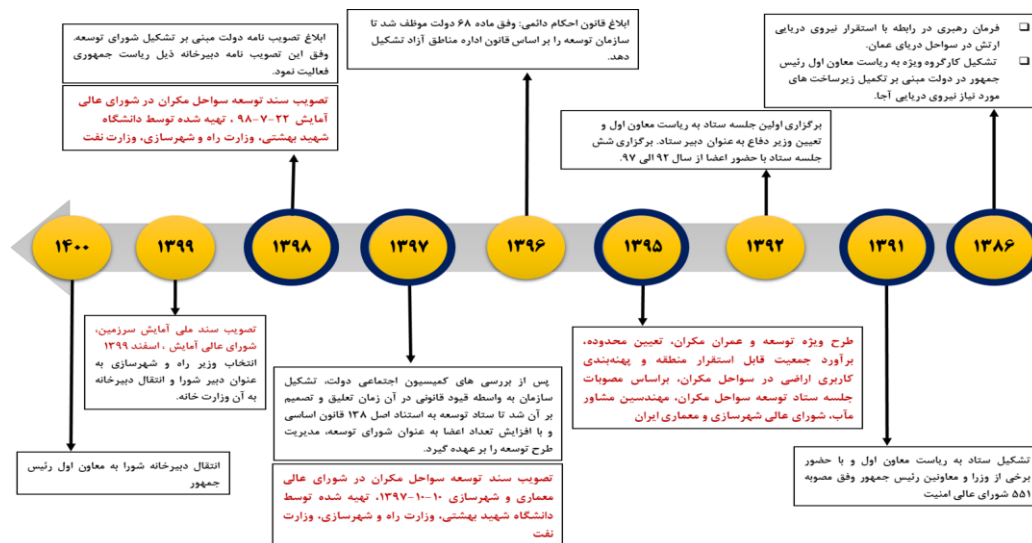 فرمان رهبری در رابطه با استقرار نیروی دریایی
ارتش در سواحل دریای عمان.
تشکیل کارگروه ویژه به ریاست معاون اول رئیس
جمهور در دولت مبنی بر تکمیل زیرساخت های
مورد نیاز نیروی دریایی آجا.
ابلاغ قانون احکام دائمی: وفق ماده ۶۸ دولت موظف شد تا
سازمان توسعه را بر اساس قانون اداره مناطق آزاد تشکیل
دهد.
ابلاغ تصویب نامه دولت مبنی بر تشکیل شورای توسعه.
وفق این تصویب نامه دبیرخانه ذیل ریاست جمهوری
فعالیت نمود.
تصویب سند توسعه سواحل مکران در شورای عالی
آمایش ۲۲-۷-۹۸ ، تهیه شده توسط دانشگاه
شهید بهشتی، وزارت راه و شهرسازی، وزارت نفت
برگزاری اولین جلسه ستاد به ریاست معاون اول و
تعیین وزیر دفاع به عنوان دبیر ستاد. برگزاری شش
جلسه ستاد با حضور اعضا از سال ۹۲ الی ۹۷.
۱۳۸۶
۱۳۹۱
۱۳۹۲
۱۳۹۵
۱۳۹۶
۱۳۹۷
۱۳۹۸
۱۳۹۹
۱۴۰۰
تشکیل ستاد به ریاست معاون اول و با حضور
برخی از وزرا و معاونین رئیس جمهور وفق مصوبه
۵۵۱ شورای عالی امنیت
طرح ویژه توسعه و عمران مکران، تعیین محدوده،
برآورد جمعیت قابل استقرار منطقه و پهنه‌بندی
کاربری اراضی در سواحل مکران، براساس مصوبات
جلسه ستاد توسعه سواحل مکران، مهندسین مشاور
مآب، شورای عالی شهرسازی و معماری ایران
پس از بررسی های کمیسیون اجتماعی دولت، تشکیل
سازمان به واسطه قیود قانونی در آن زمان تعلیق و تصمیم
بر آن شد تا ستاد توسعه به استناد اصل ۱۳۸ قانون اساسی
و با افزایش تعداد اعضا به عنوان شورای توسعه، مدیریت
طرح توسعه را بر عهده گیرد.
تصویب سند توسعه سواحل مکران در شورای عالی
معماری و شهرسازی ۱۰-۱۰-۱۳۹۷، تهیه شده توسط
دانشگاه شهید بهشتی، وزارت راه و شهرسازی، وزارت
نفت
تصویب سند ملی آمایش سرزمین،
شورای عالی آمایش ، اسفند ۱۳۹۹
انتخاب وزیر راه و شهرسازی به
عنوان دبیر شورا و انتقال دبیرخانه
به آن وزارت خانه.
انتقال دبیرخانه شورا به معاون اول رئیس
جمهور